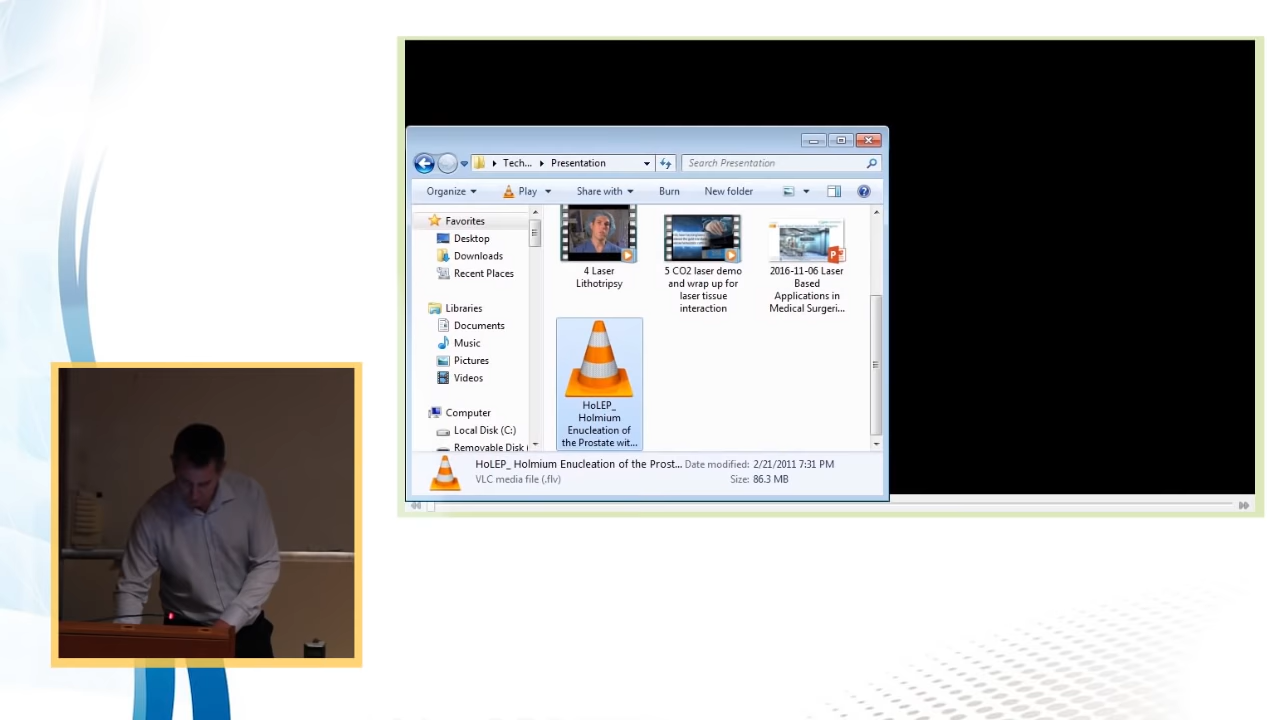 Tech... Presentation
Search Presentation
Organize Play Share with Burn New folder
Favorites
Desktop
Downloads
Recent Places
Libraries
Documents
Music
Pictures
Videos
Computer
Local Disk (C:)
Removable Disk
4 Laser
Lithotripsy
5 CO2 laser demo
and wrap up for
laser tissue
interaction
2016-11-06 Laser
Based
Applications in
Medical Surgeri...
HoLEP_
Holmium
Enucleation of
the Prostate wit...
HoLEP_ Holmium Enucleation of the Prost... Date modified: 2/21/2011 7:31 PM
VLC media file (.flv) Size: 86.3 MB